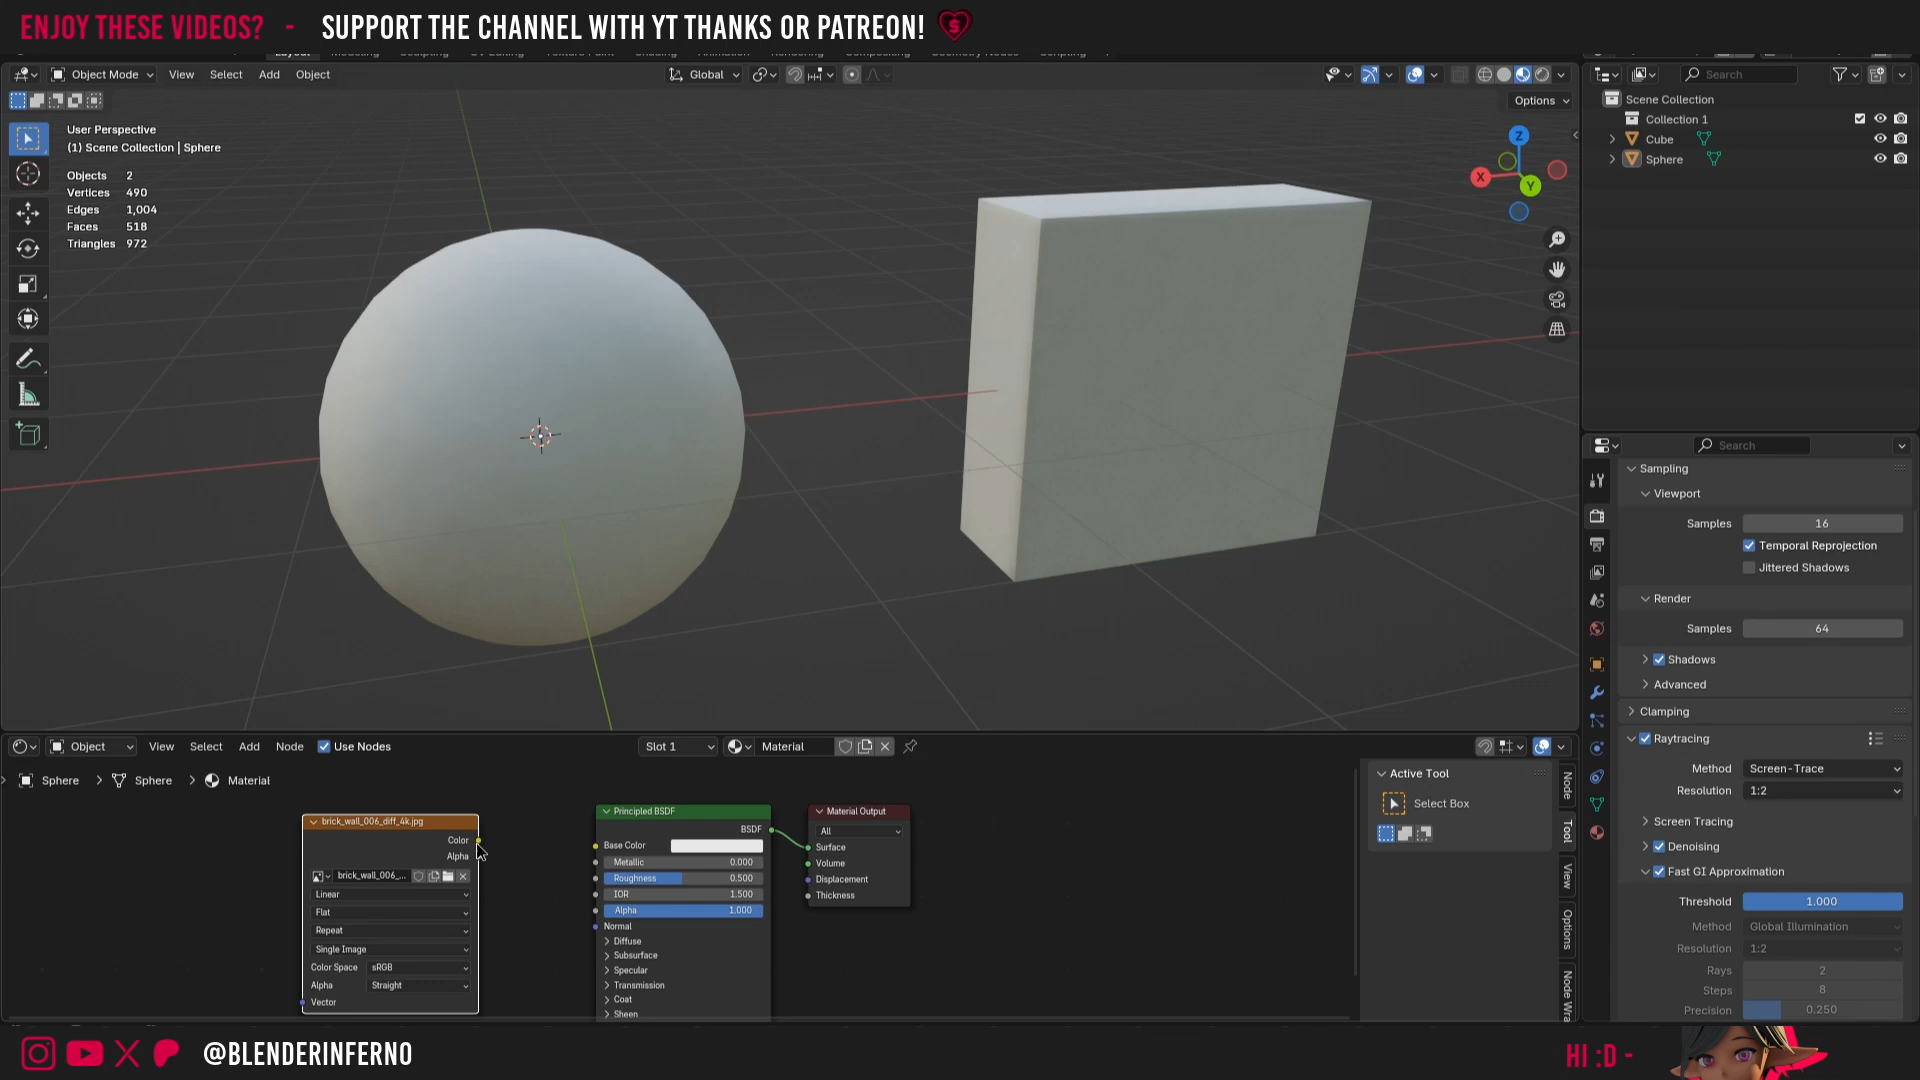 ENJOY THESE VIDEOS? - SUPPORT THE CHANNEL WITH YT THANKS OR PATREON!
Object Mode View Select Add Object Global
Options
User Perspective
(1) Scene Collection | Sphere
Objects 2
Vertices 490
Edges 1,004
Faces 518
Triangles 972
Z
X
Y
Search
Scene Collection
Collection 1
Cube
Sphere
Search
Sampling
Viewport
Samples 16
Temporal Reprojection
Jittered Shadows
Render
Samples 64
Shadows
Advanced
Clamping
Raytracing
Method Screen-Trace
Resolution 1:2
Screen Tracing
Denoising
Fast GI Approximation
Threshold 1.000
Method Global Illumination
Resolution 1:2
Rays 2
Steps 8
Precision 0.250
Object View Select Add Node Use Nodes Slot 1 Material
Sphere > Sphere > Material
brick_wall_006_diff_4k.jpg
Color
Alpha
brick_wall_006_...
Linear
Flat
Repeat
Single Image
Color Space sRGB
Alpha Straight
Vector
Principled BSDF
BSDF
Base Color
Metallic 0.000
Roughness 0.500
IOR 1.500
Alpha 1.000
Normal
Diffuse
Subsurface
Specular
Transmission
Coat
Sheen
Material Output
All
Surface
Volume
Displacement
Thickness
Active Tool
Select Box
Node
Tool
View
Options
Node Wra
@BLENDERINFERNO
HI :D -